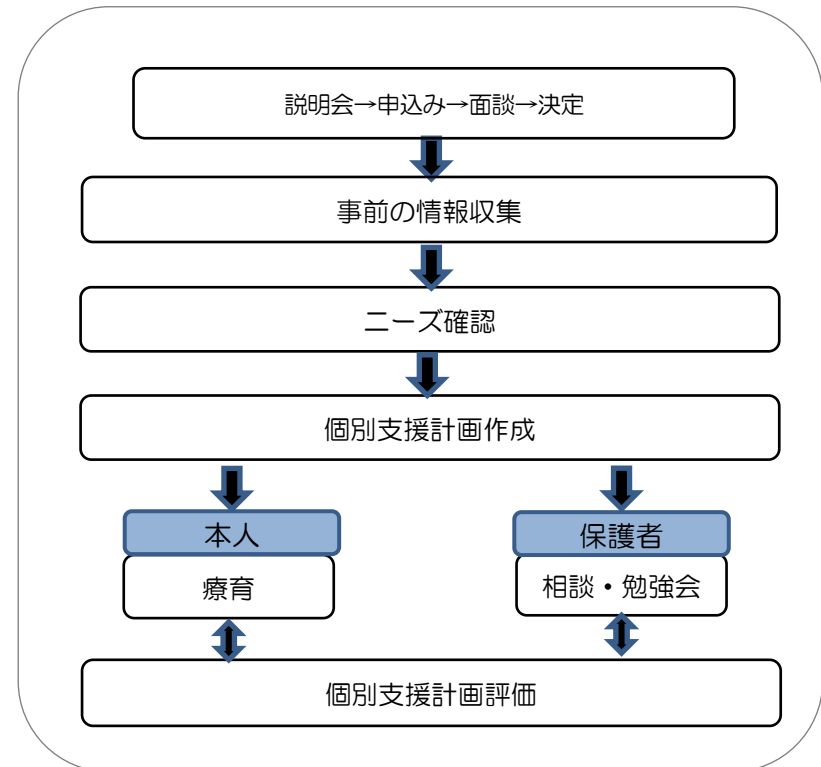 説明会→申込み→面談→決定
事前の情報収集
ニーズ確認
個別支援計画作成
本人
保護者
療育
相談・勉強会
個別支援計画評価